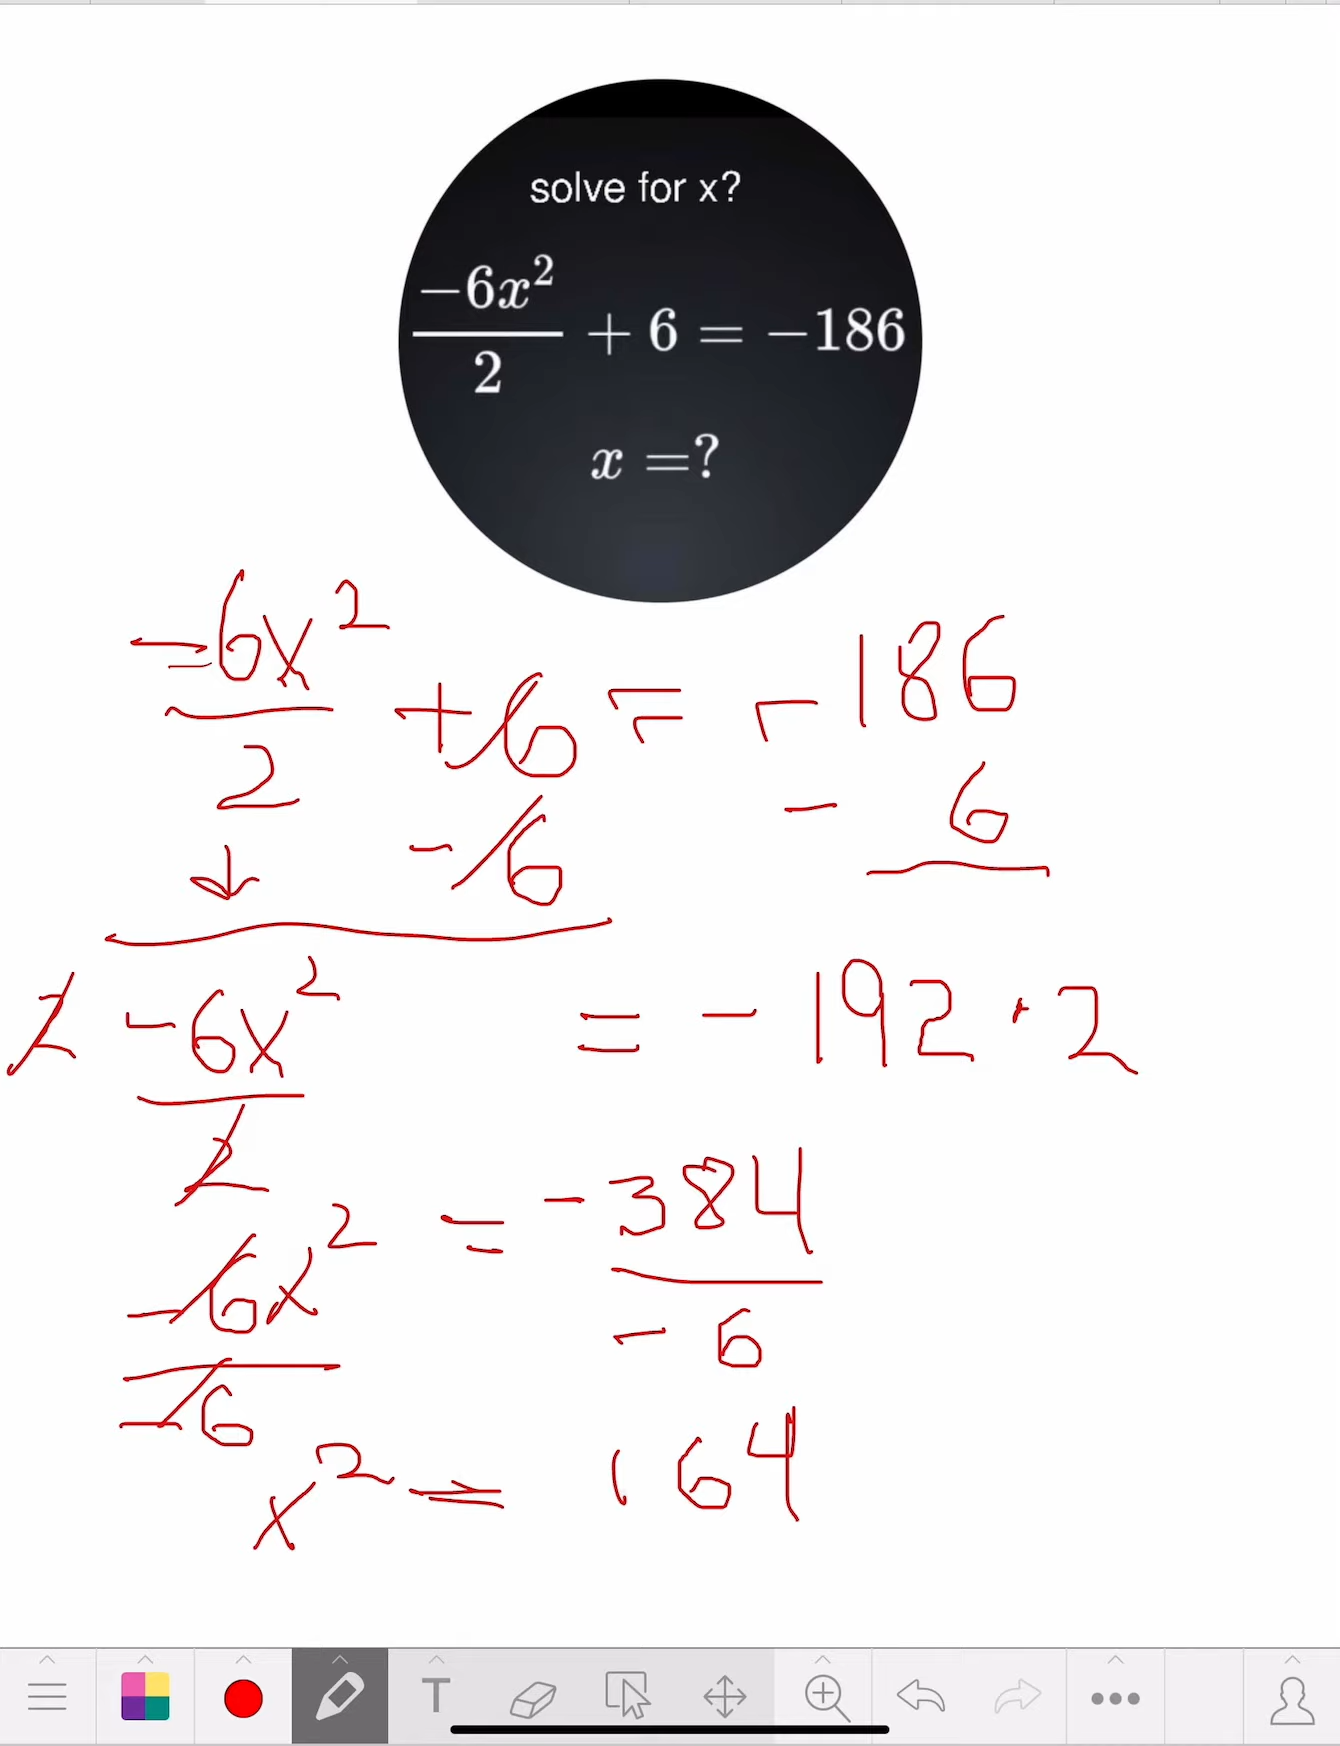 solve for x?
−6x²/2 + 6 = −186
x =?
−6x²/2 +6 = −186
−6 − 6
2 −6x²/2 = −192 · 2
−6x²/−6 = −384/−6
x² = 64
T